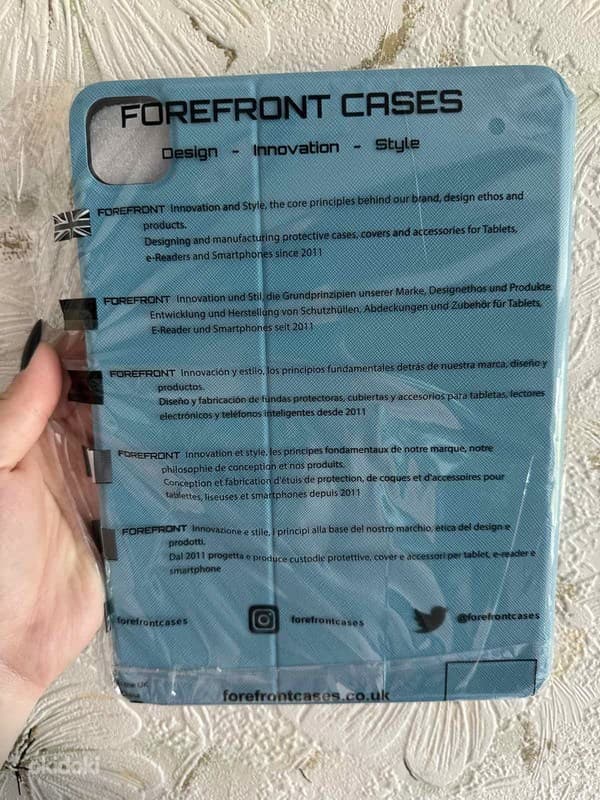 FOREFRONT CASES
Design - Innovation - Style
FOREFRONT Innovation and Style, the core principles behind our brand, design ethos and
products.
Designing and manufacturing protective cases, covers and accessories for Tablets,
e-Readers and Smartphones since 2011
FOREFRONT Innovation und Stil, die Grundprinzipien unserer Marke, Designethos und Produkte.
Entwicklung und Herstellung von Schutzhüllen, Abdeckungen und Zubehör für Tablets,
E-Reader und Smartphones seit 2011
FOREFRONT Innovación y estilo, los principios fundamentales detrás de nuestra marca, diseño y
productos.
Diseño y fabricación de fundas protectoras, cubiertas y accesorios para tabletas, lectores
electrónicos y teléfonos inteligentes desde 2011
FOREFRONT Innovation et style, les principes fondamentaux de notre marque, notre
philosophie de conception et nos produits.
Conception et fabrication d'étuis de protection, de coques et d'accessoires pour
tablettes, liseuses et smartphones depuis 2011
FOREFRONT Innovazione e stile, i principi alla base del nostro marchio, etica del design e
prodotti.
Dal 2011 progetta e produce custodie protettive, cover e accessori per tablet, e-reader e
smartphone
forefrontcases forefrontcases @forefrontcases
the UK
forefrontcases.co.uk